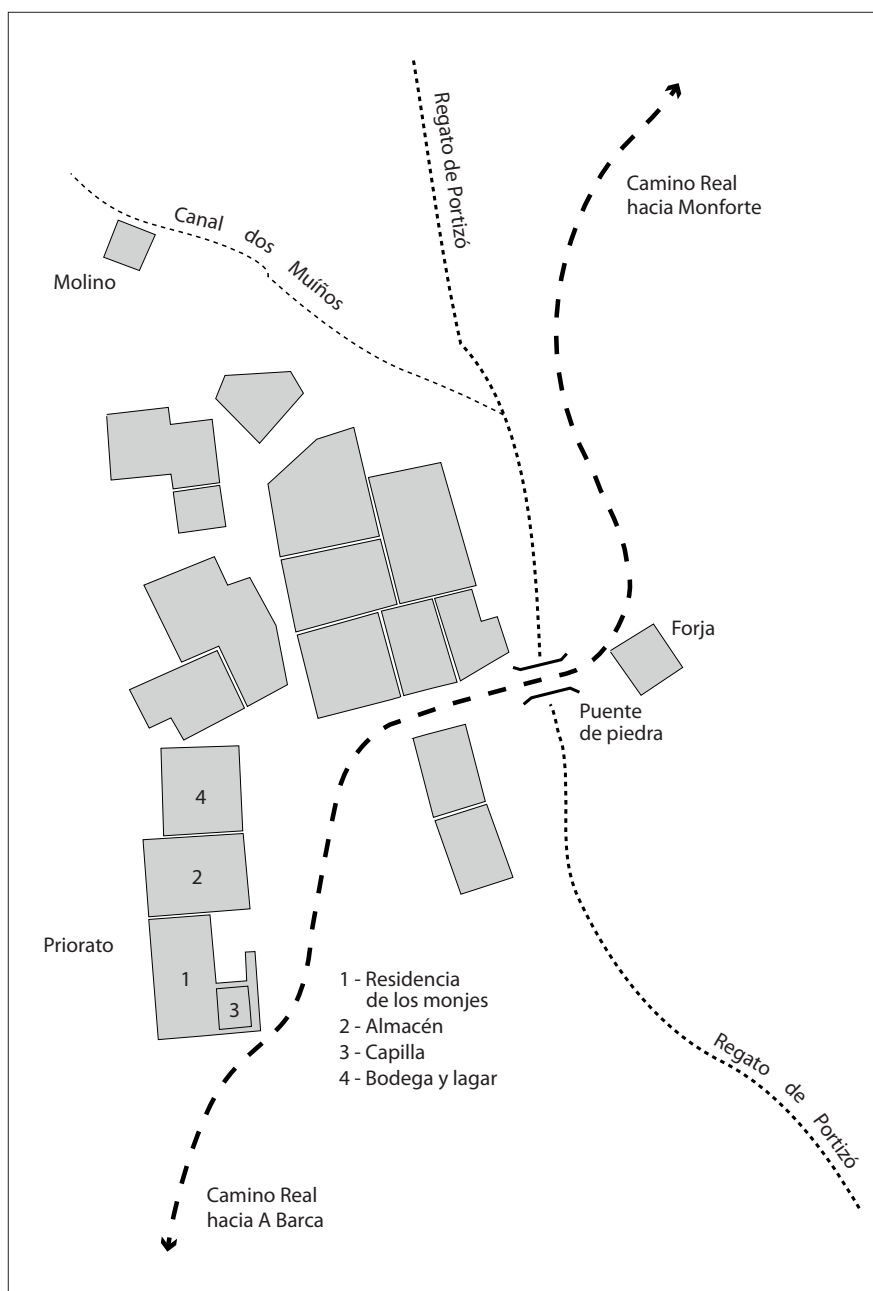 Regato de Portizó
Camino Real
hacia Monforte
Canal dos Muíños
Molino
Forja
Puente
de piedra
4
2
Priorato
1
3
1 - Residencia
de los monjes
2 - Almacén
3 - Capilla
4 - Bodega y lagar
Regato de Portizó
Camino Real
hacia A Barca